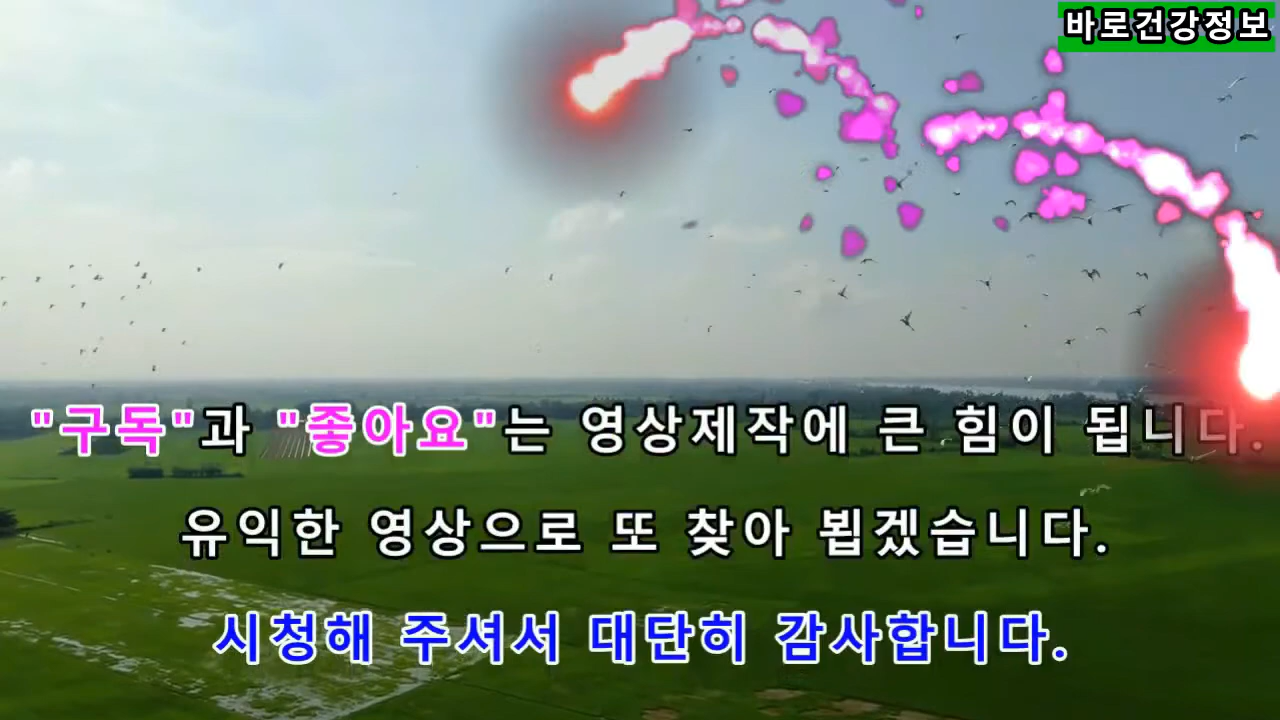 바로건강정보
"구독"과 "좋아요"는 영상제작에 큰 힘이 됩니다.
유익한 영상으로 또 찾아 뵙겠습니다.
시청해 주셔서 대단히 감사합니다.